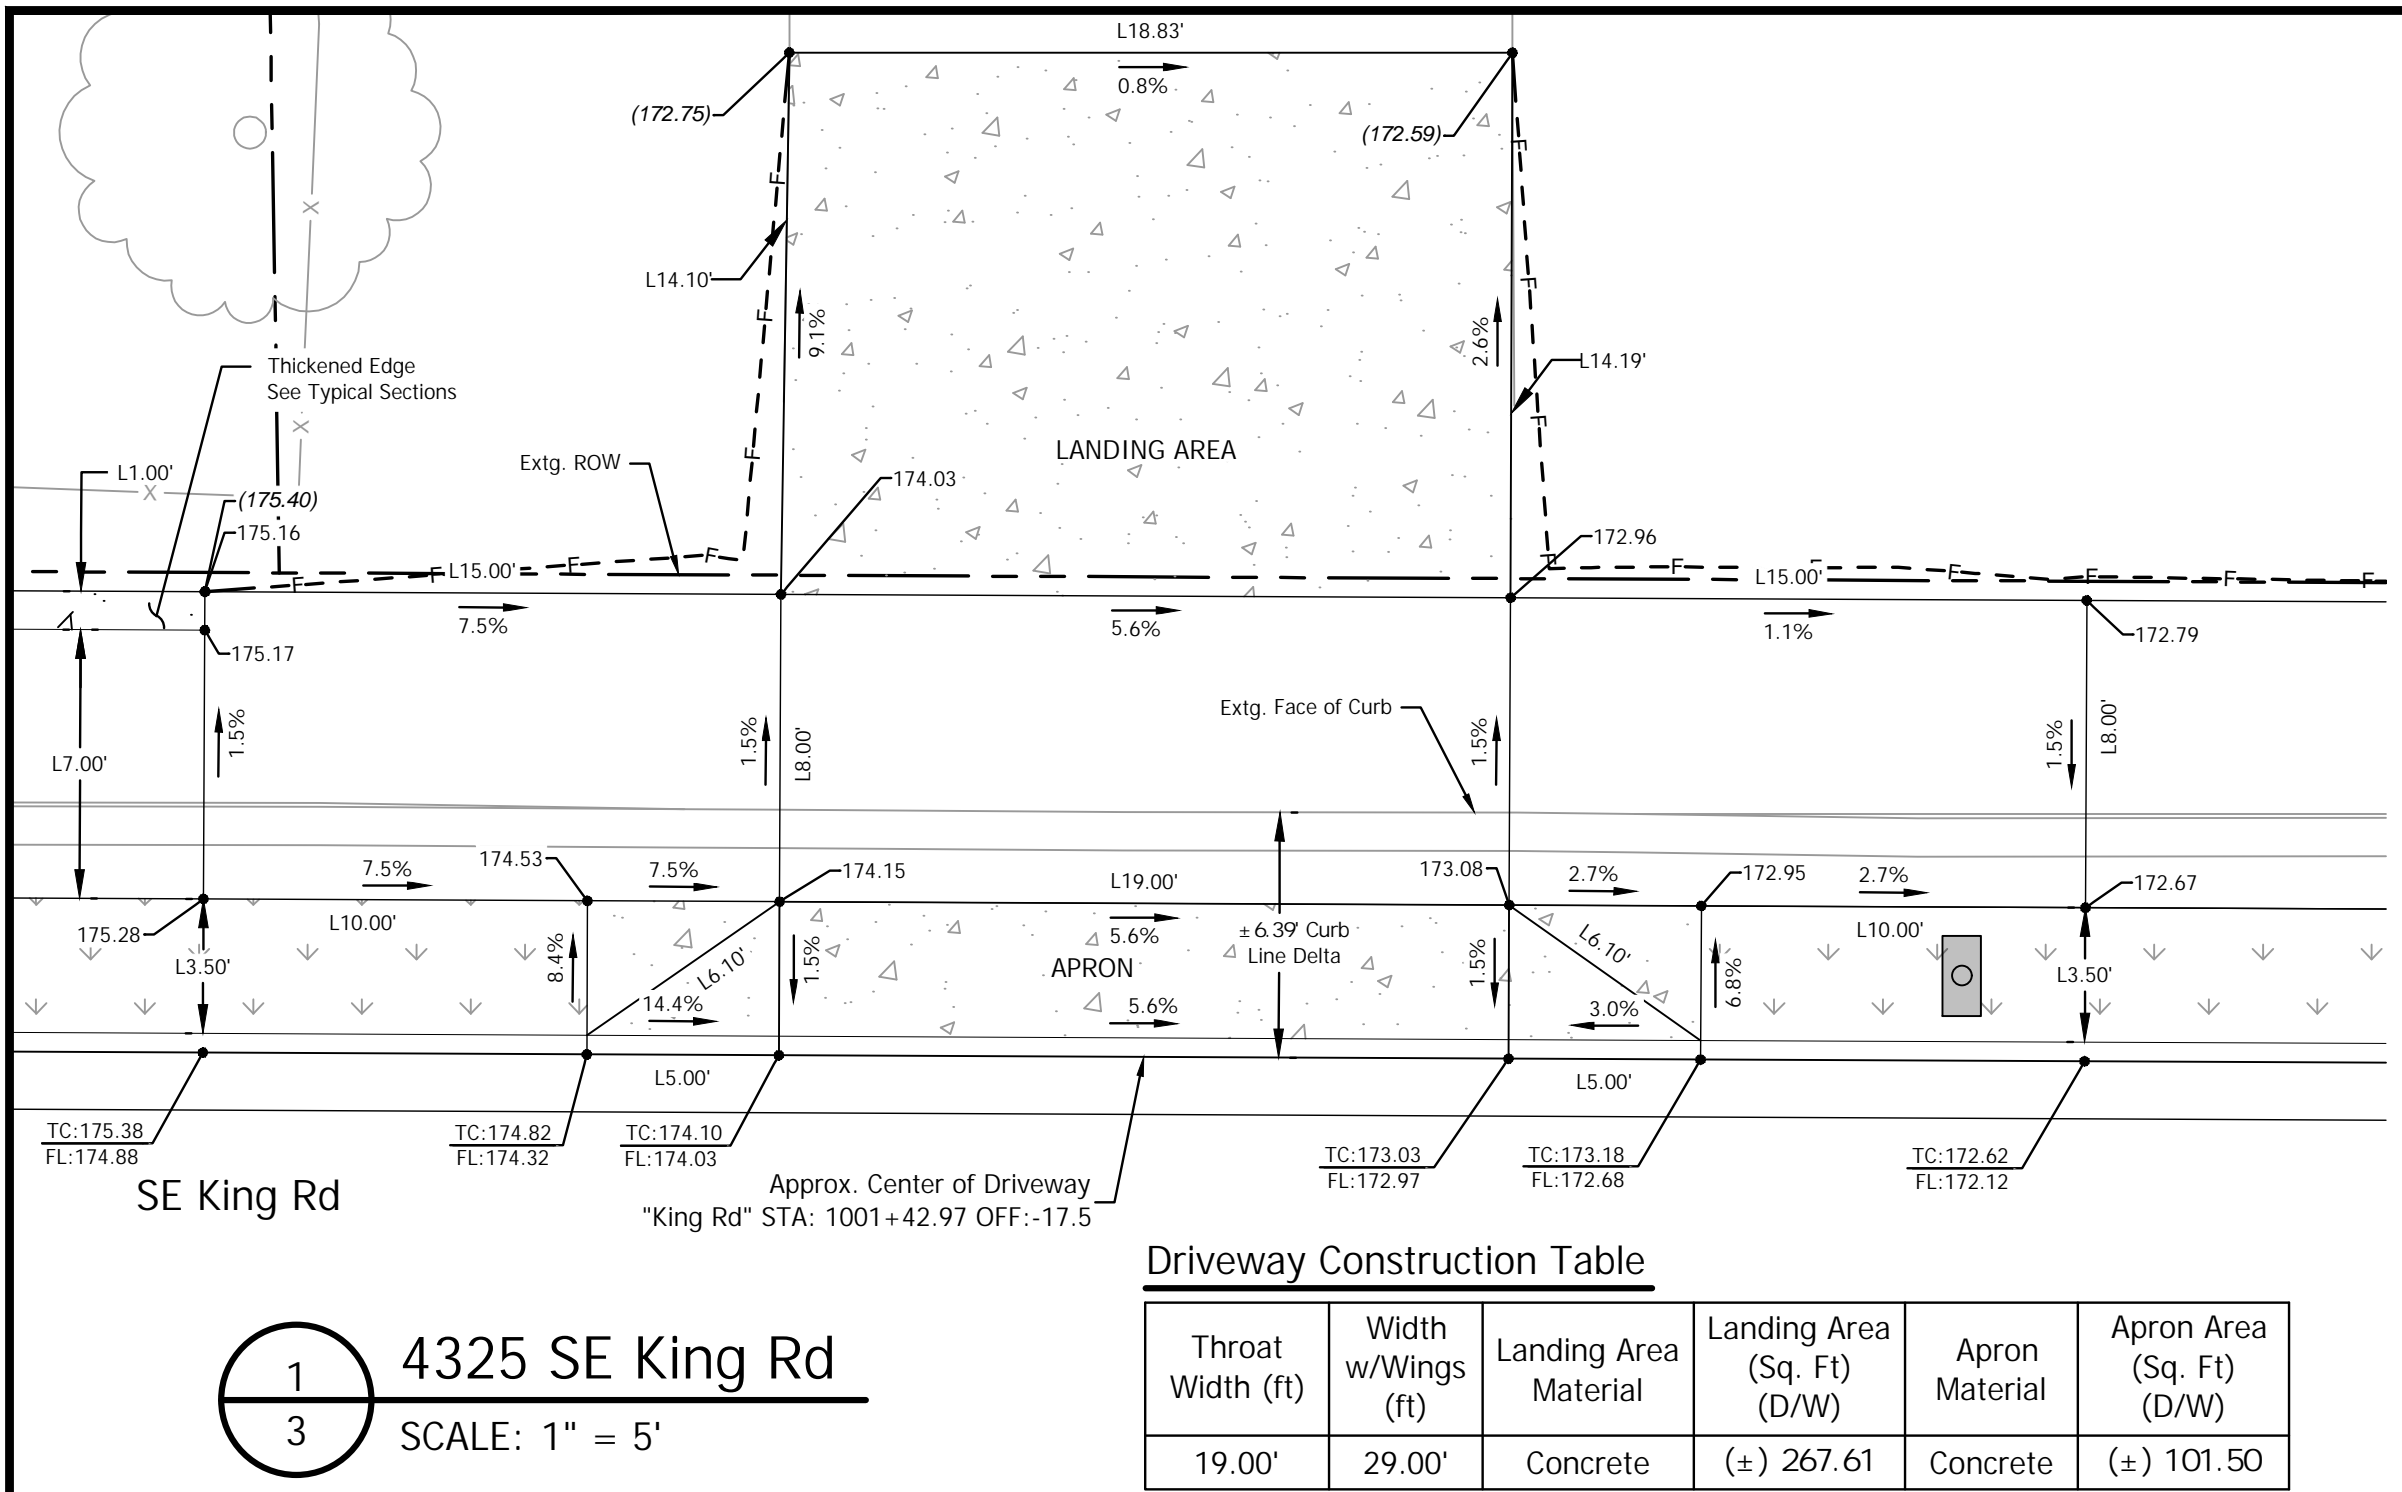 L18.83'
0.8%
(172.75)
(172.59)
F
F
X
F
F
L14.10'
9.1%
2.6%
F
F
L14.19'
Thickened Edge
See Typical Sections
X
F
F
LANDING AREA
L1.00'
Extg. ROW
X
(175.40)
174.03
175.16
172.96
F
F
F
F
L15.00'
F
F
F
L15.00'
F
F
F
F
7.5%
5.6%
1.1%
172.79
175.17
1.5%
1.5%
L8.00'
Extg. Face of Curb
1.5%
1.5%
L8.00'
L7.00'
7.5%
174.53
7.5%
174.15
L19.00'
173.08
2.7%
172.95
2.7%
172.67
175.28
L10.00'
5.6%
±6.39' Curb
Line Delta
L10.00'
L3.50'
8.4%
L6.10'
1.5%
APRON
1.5%
L6.10'
6.8%
L3.50'
14.4%
5.6%
3.0%
L5.00'
L5.00'
TC:175.38
FL:174.88
TC:174.82
FL:174.32
TC:174.10
FL:174.03
TC:173.03
FL:172.97
TC:173.18
FL:172.68
TC:172.62
FL:172.12
SE King Rd
Approx. Center of Driveway
"King Rd" STA: 1001+42.97 OFF:-17.5
Driveway Construction Table
Throat
Width (ft)
Width
w/Wings
(ft)
Landing Area
Material
Landing Area
(Sq. Ft)
(D/W)
Apron
Material
Apron Area
(Sq. Ft)
(D/W)
19.00'
29.00'
Concrete
(±) 267.61
Concrete
(±) 101.50
1
3
4325 SE King Rd
SCALE: 1" = 5'